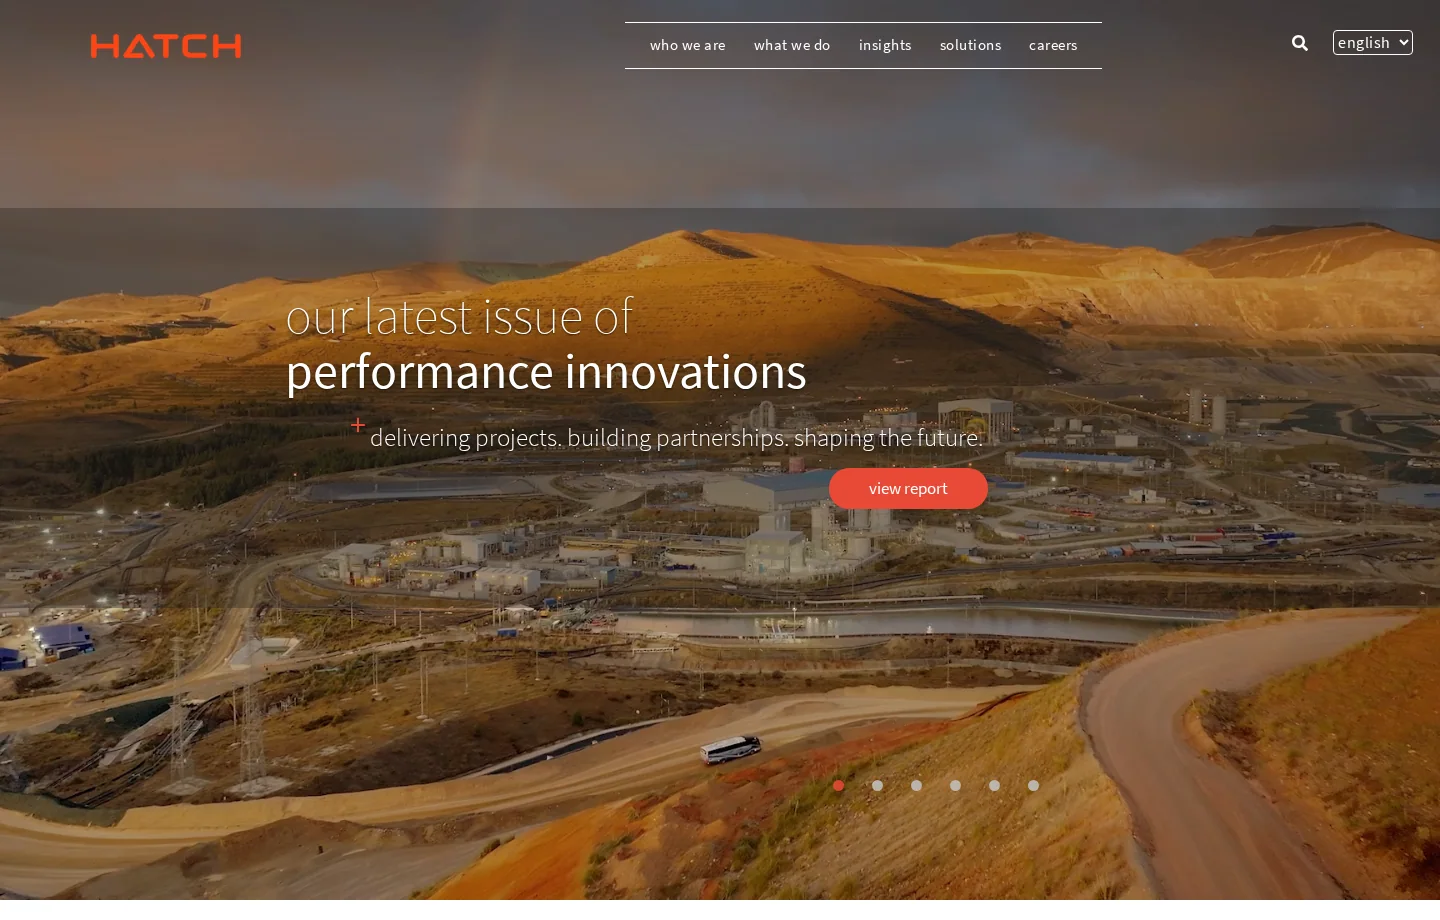 HATCH
who we are
what we do
insights
solutions
careers
english
our latest issue of
performance innovations
delivering projects. building partnerships. shaping the future.
view report